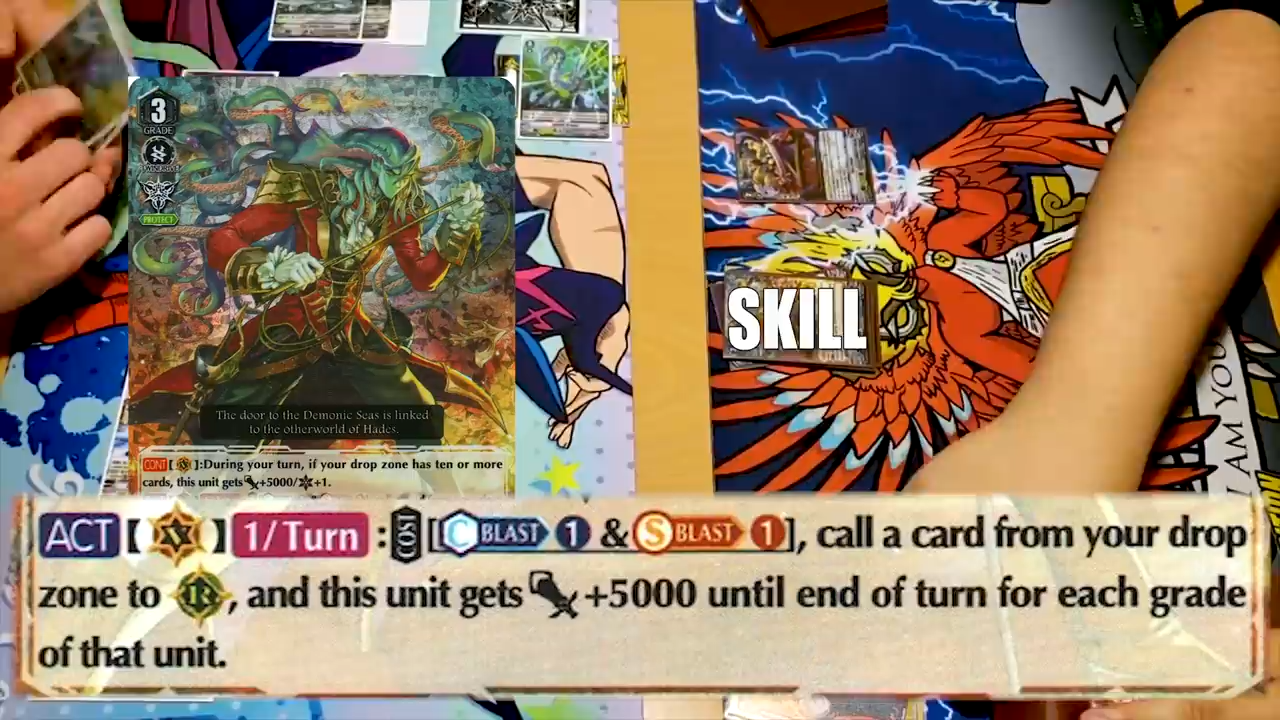 3
GRADE
PROTECT
The door to the Demonic Seas is linked
to the otherworld of Hades.
CONT [ V ]:During your turn, if your drop zone has ten or more
cards, this unit gets +5000/ +1.
SKILL
I AM YOU
ACT [ V ] 1/Turn : COST [C BLAST 1 & S BLAST 1], call a card from your drop
zone to R, and this unit gets +5000 until end of turn for each grade
of that unit.